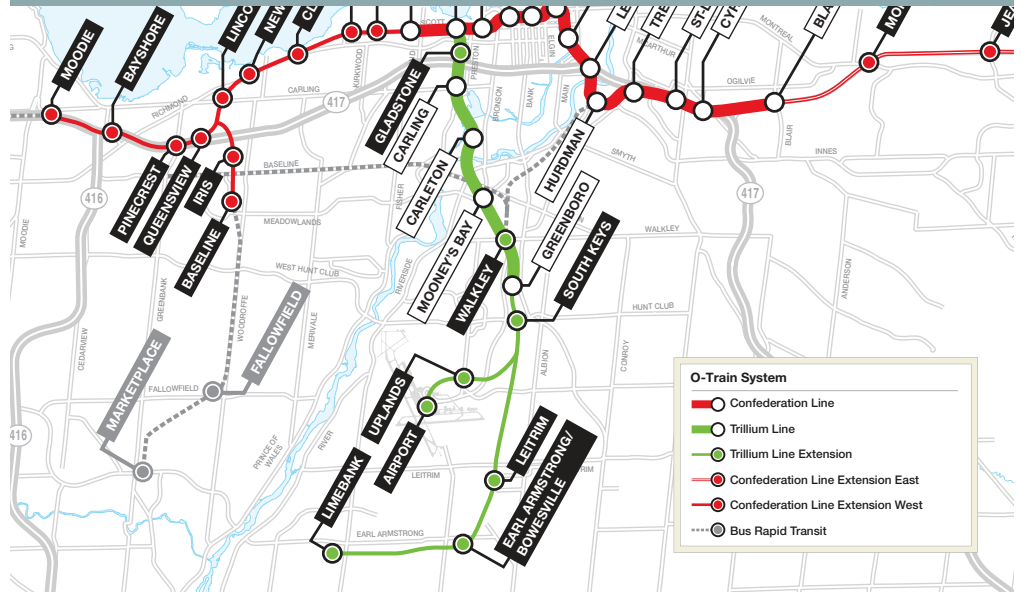 MOODIE
BAYSHORE
SCOTT
KIRKWOOD
PRESTON
ELGIN
MCARTHUR
MONTREAL
OGILVIE
RICHMOND
CARLING
417
GLADSTONE
CARLING
BRONSON
BANK
MAIN
HURDMAN
SMYTH
BLAIR
INNES
417
416
PINECREST
QUEENSVIEW
IRIS
BASELINE
BASELINE
FISHER
CARLETON
MOONEY'S BAY
WALKLEY
GREENBORO
SOUTH KEYS
WALKLEY
MOODIE
MEADOWLANDS
WEST HUNT CLUB
RIVERSIDE
HUNT CLUB
ANDERSON
GREENBANK
WOODROFFE
MERIVALE
CEDARVIEW
FALLOWFIELD
MARKETPLACE
FALLOWFIELD
ALBION
CONROY
UPLANDS
AIRPORT
416
PRINCE OF
WALES
RIVER
LIMEBANK
LEITRIM
LEITRIM
EARL ARMSTRONG/
BOWESVILLE
EARL ARMSTRONG
O-Train System
Confederation Line
Trillium Line
Trillium Line Extension
Confederation Line Extension East
Confederation Line Extension West
Bus Rapid Transit